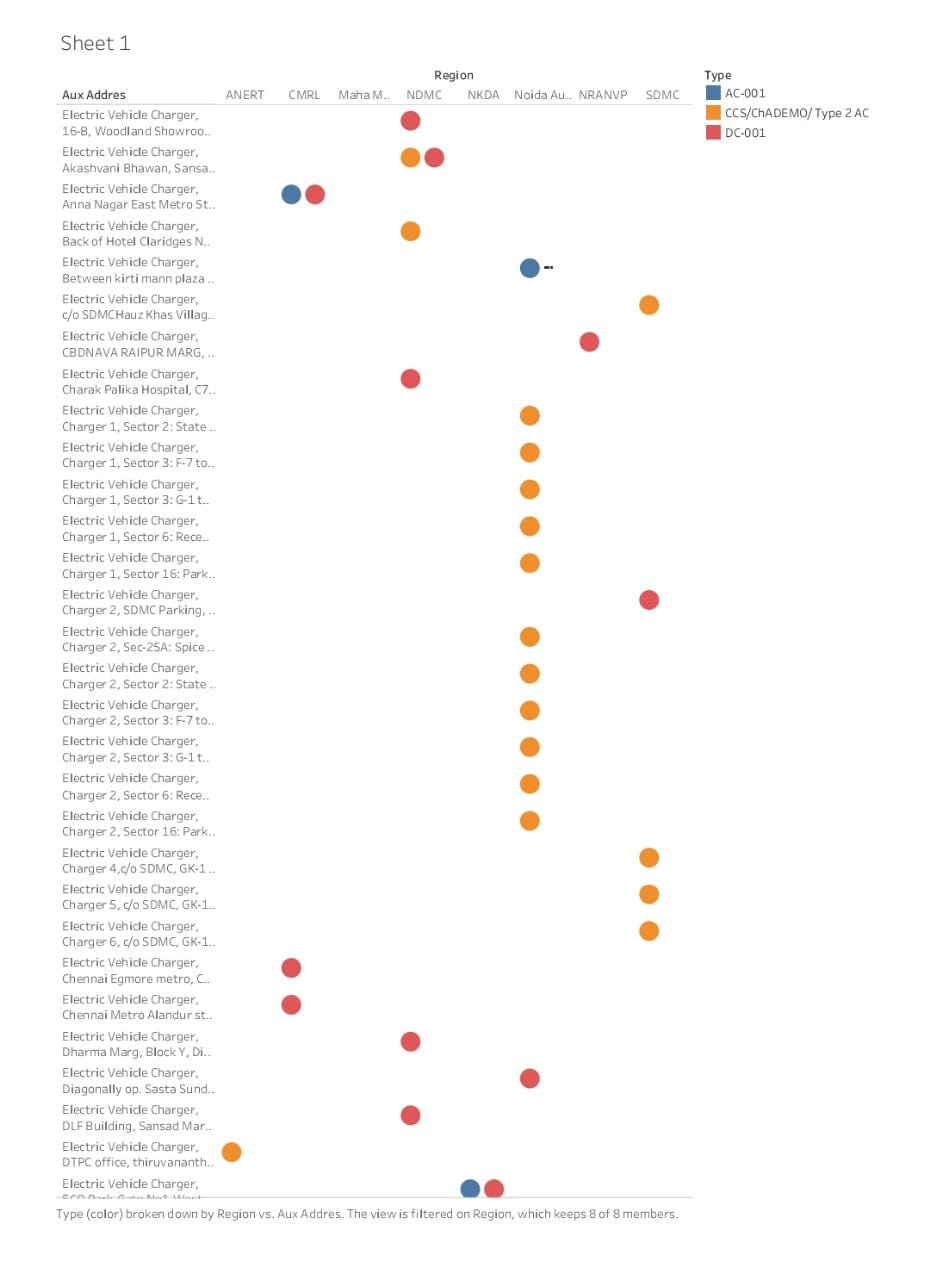 Sheet 1
Region
Type
Aux Addres
ANERT CMRL Maha M.. NDMC NKDA Noida Au.. NRANVP SDMC
AC-001
CCS/ChADEMO/ Type 2 AC
DC-001
Electric Vehicle Charger,
16-B, Woodland Showroo..
Electric Vehicle Charger,
Akashvani Bhawan, Sansa..
Electric Vehicle Charger,
Anna Nagar East Metro St..
Electric Vehicle Charger,
Back of Hotel Claridges N..
Electric Vehicle Charger,
Between kirti mann plaza ..
Electric Vehicle Charger,
c/o SDMCHauz Khas Villag..
Electric Vehicle Charger,
CBDNAVA RAIPUR MARG, ..
Electric Vehicle Charger,
Charak Palika Hospital, C7..
Electric Vehicle Charger,
Charger 1, Sector 2: State ..
Electric Vehicle Charger,
Charger 1, Sector 3: F-7 to..
Electric Vehicle Charger,
Charger 1, Sector 3: G-1 t..
Electric Vehicle Charger,
Charger 1, Sector 6: Rece..
Electric Vehicle Charger,
Charger 1, Sector 16: Park..
Electric Vehicle Charger,
Charger 2, SDMC Parking, ..
Electric Vehicle Charger,
Charger 2, Sec-25A: Spice ..
Electric Vehicle Charger,
Charger 2, Sector 2: State ..
Electric Vehicle Charger,
Charger 2, Sector 3: F-7 to..
Electric Vehicle Charger,
Charger 2, Sector 3: G-1 t..
Electric Vehicle Charger,
Charger 2, Sector 6: Rece..
Electric Vehicle Charger,
Charger 2, Sector 16: Park..
Electric Vehicle Charger,
Charger 4,c/o SDMC, GK-1 ..
Electric Vehicle Charger,
Charger 5, c/o SDMC, GK-1..
Electric Vehicle Charger,
Charger 6, c/o SDMC, GK-1..
Electric Vehicle Charger,
Chennai Egmore metro, C..
Electric Vehicle Charger,
Chennai Metro Alandur st..
Electric Vehicle Charger,
Dharma Marg, Block Y, Di..
Electric Vehicle Charger,
Diagonally op. Sasta Sund..
Electric Vehicle Charger,
DLF Building, Sansad Mar..
Electric Vehicle Charger,
DTPC office, thiruvananth..
Electric Vehicle Charger,
Type (color) broken down by Region vs. Aux Addres. The view is filtered on Region, which keeps 8 of 8 members.